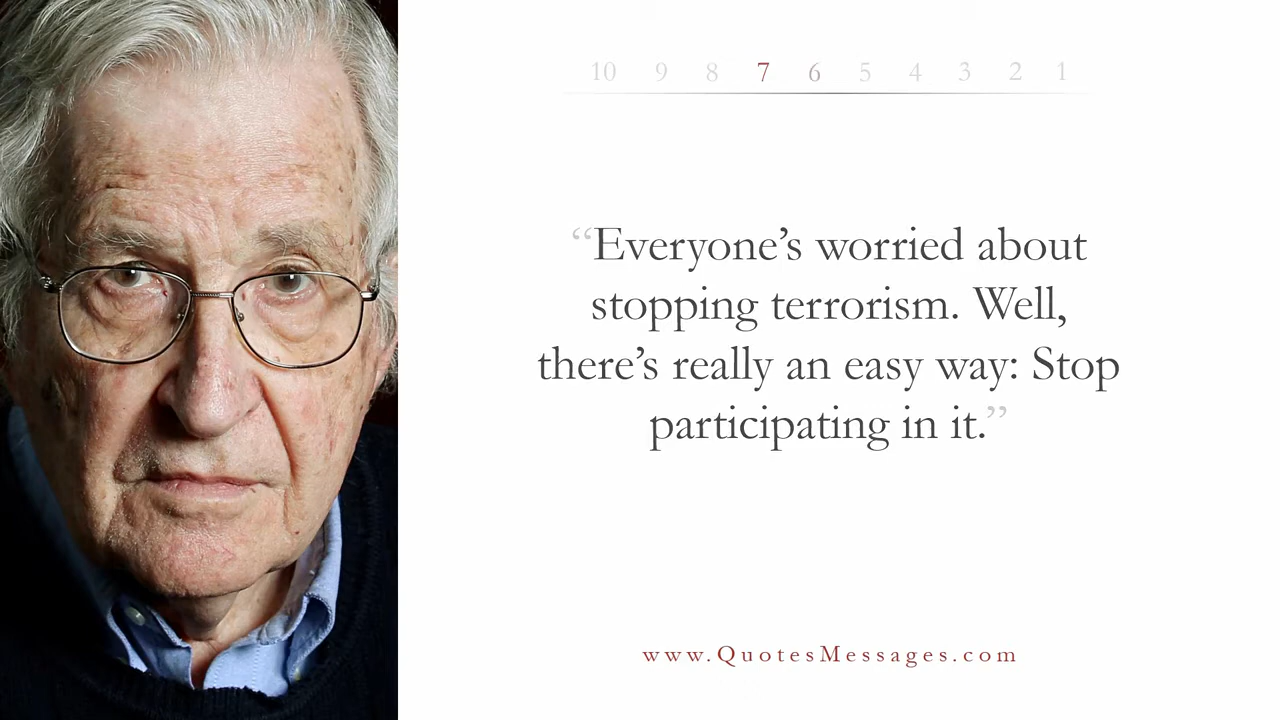 10 9 8 7 6 5 4 3 2 1
“Everyone’s worried about
stopping terrorism. Well,
there’s really an easy way: Stop
participating in it.”
www.QuotesMessages.com